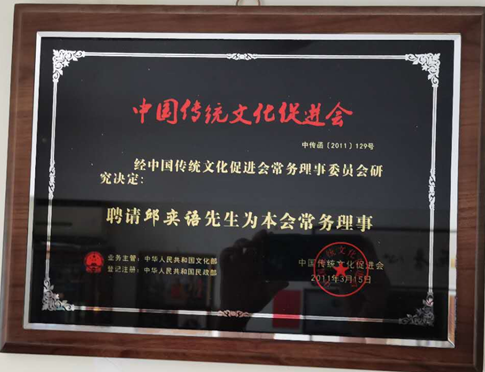 中国传统文化促进会
中传函〔2011〕129号
经中国传统文化促进会常务理事委员会研
究决定：
聘请邱奕禧先生为本会常务理事
业务主管：中华人民共和国文化部
登记注册：中华人民共和国民政部
中国传统文化促进会
2011年3月15日